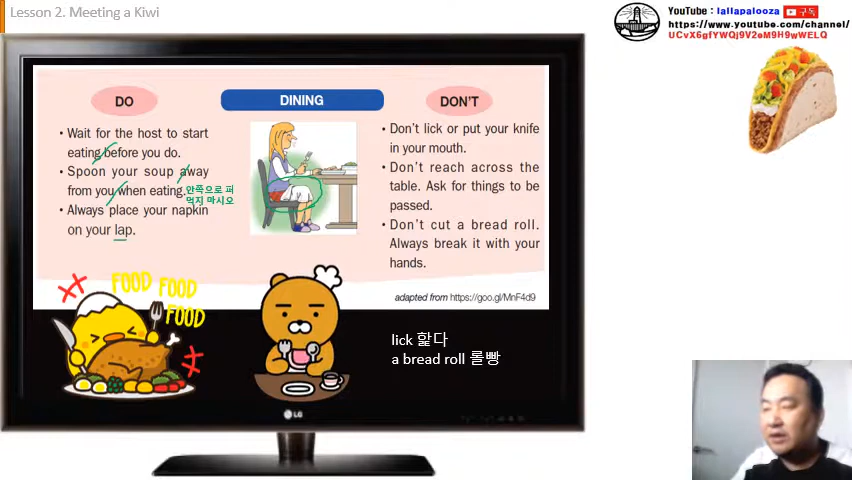 Lesson 2. Meeting a Kiwi
YouTube : lallapalooza 구독
https://www.youtube.com/channel/
UCvX6gfYWQj9V2eM9H9wWELQ
DO
DINING
DON'T
• Wait for the host to start
eating before you do.
• Spoon your soup away
from you when eating.
안쪽으로 퍼
먹지 마시오
• Always place your napkin
on your lap.
• Don't lick or put your knife
in your mouth.
• Don't reach across the
table. Ask for things to be
passed.
• Don't cut a bread roll.
Always break it with your
hands.
adapted from https://goo.gl/MnF4d9
FOOD FOOD
FOOD
lick 핥다
a bread roll 롤빵
LG